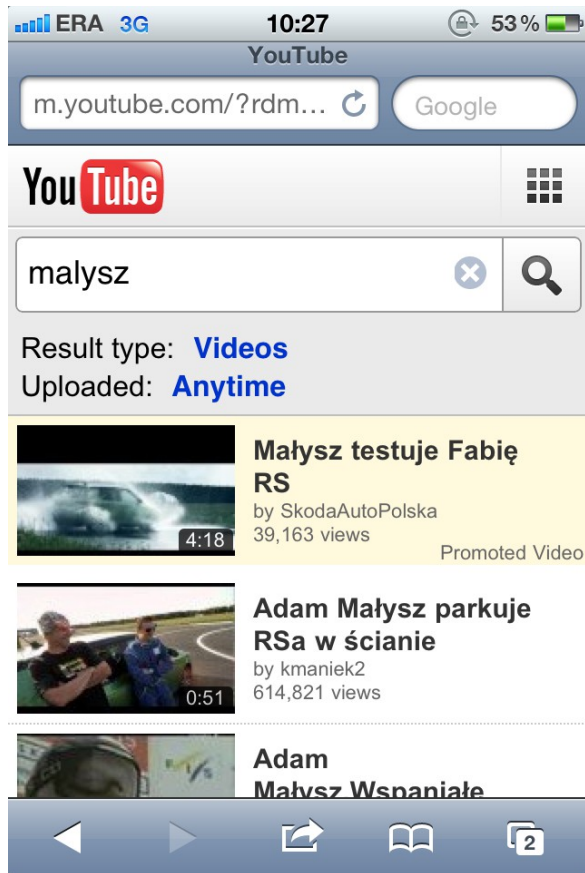 ERA 3G 10:27 53%
YouTube
m.youtube.com/?rdm... Google
YouTube
malysz
Result type: Videos
Uploaded: Anytime
Małysz testuje Fabię
RS
by SkodaAutoPolska
4:18 39,163 views
Promoted Video
Adam Małysz parkuje
RSa w ścianie
by kmaniek2
0:51 614,821 views
Adam
Małysz Wspaniałe
2